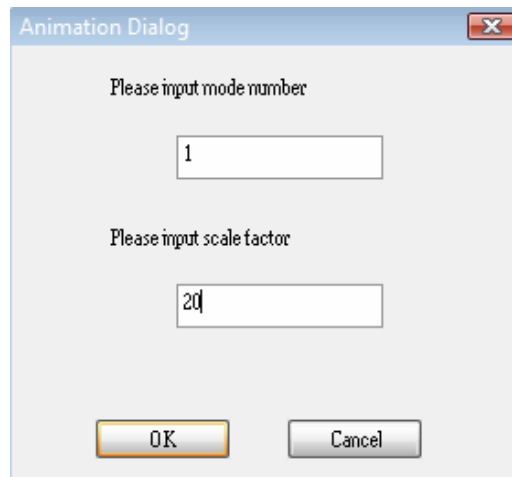 Animation Dialog
Please input mode number
1
Please input scale factor
20
OK
Cancel